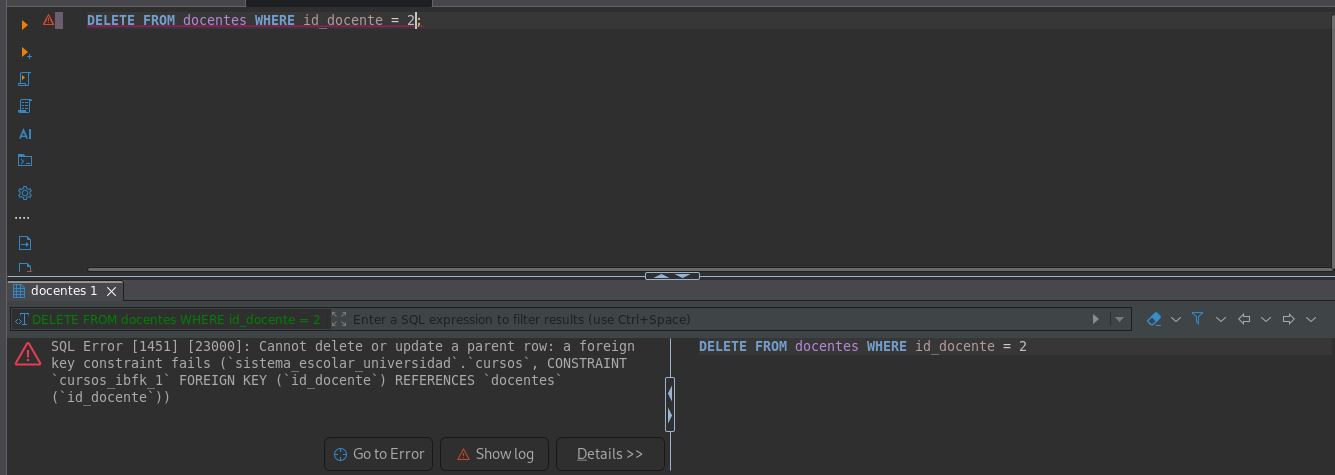 DELETE FROM docentes WHERE id_docente = 2;
AI
docentes 1
DELETE FROM docentes WHERE id_docente = 2
Enter a SQL expression to filter results (use Ctrl+Space)
SQL Error [1451] [23000]: Cannot delete or update a parent row: a foreign
key constraint fails (`sistema_escolar_universidad`.`cursos`, CONSTRAINT
`cursos_ibfk_1` FOREIGN KEY (`id_docente`) REFERENCES `docentes`
(`id_docente`))
DELETE FROM docentes WHERE id_docente = 2
Go to Error
Show log
Details >>